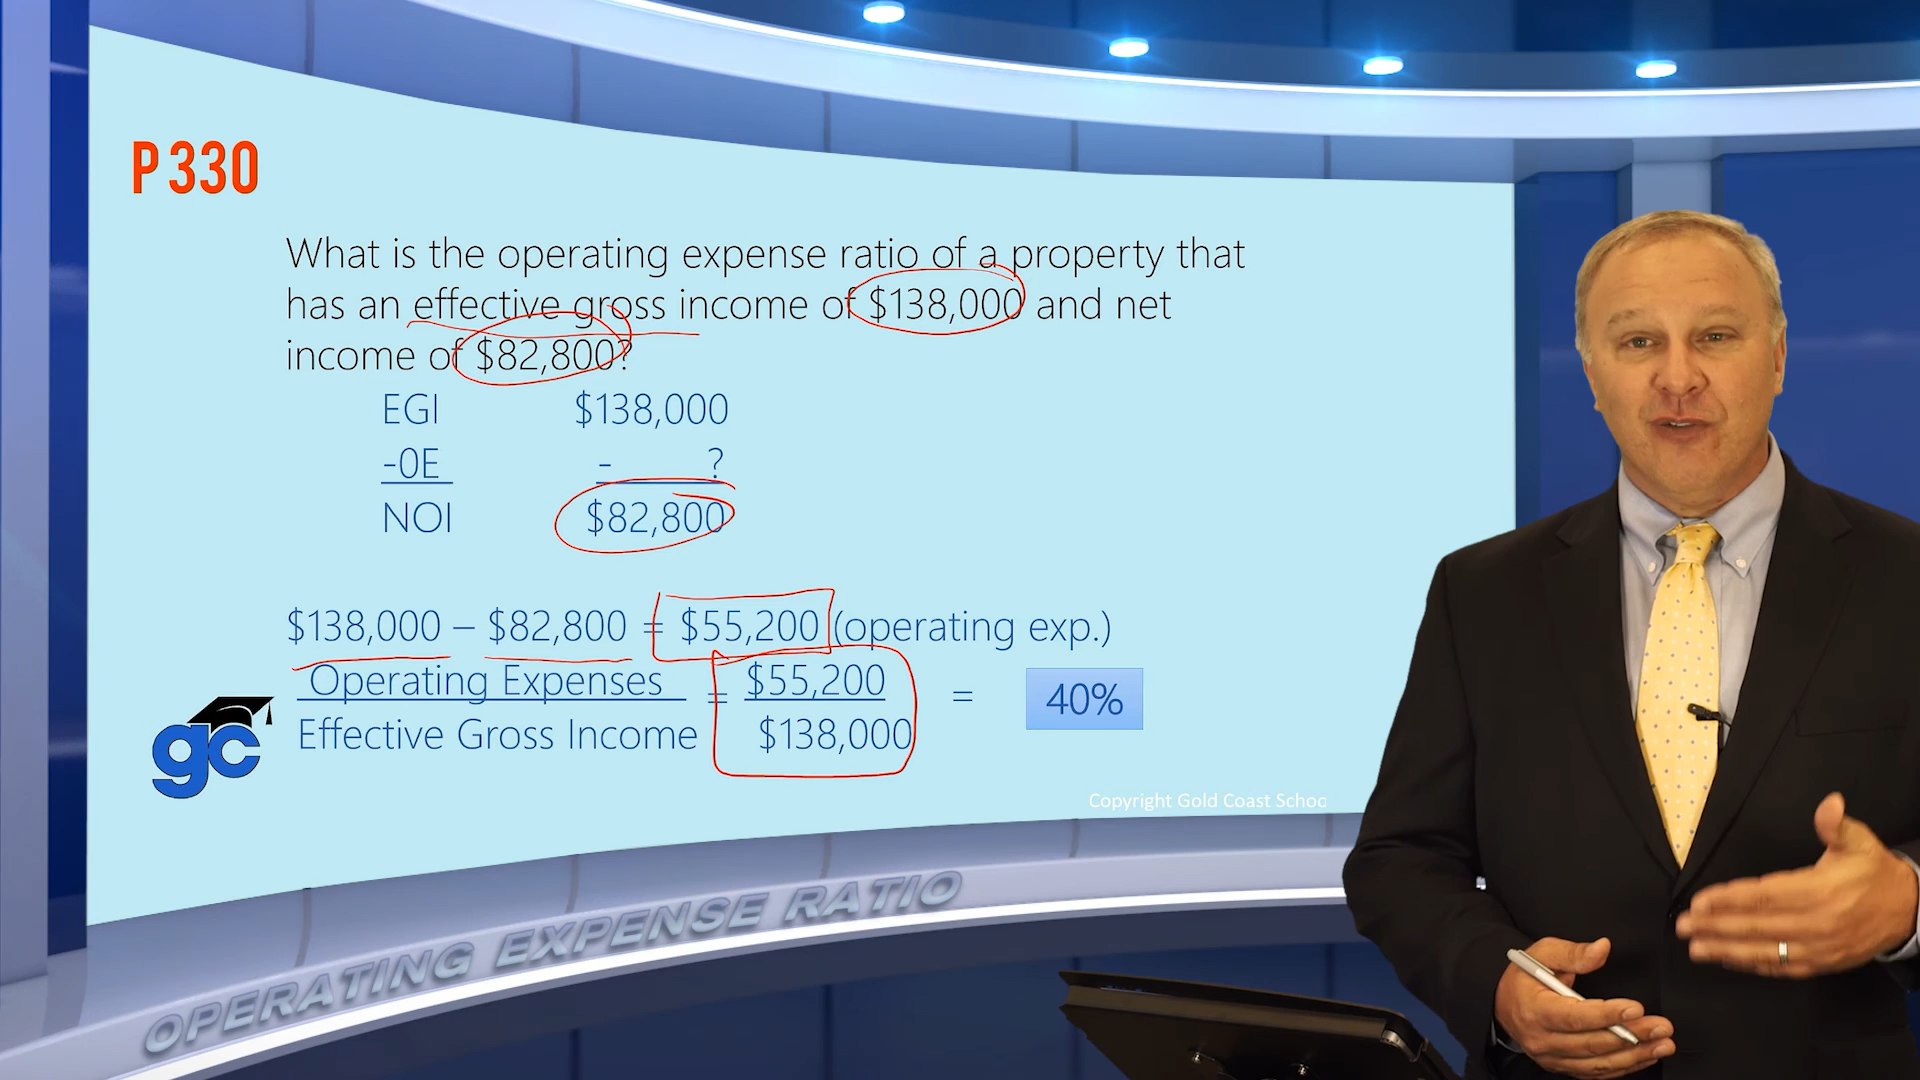 P 330
What is the operating expense ratio of a property that
has an effective gross income of $138,000 and net
income of $82,800?
EGI $138,000
-0E - ?
NOI $82,800
$138,000 – $82,800 = $55,200 (operating exp.)
Operating Expenses = $55,200 = 40%
Effective Gross Income $138,000
gc
Copyright Gold Coast Schoo
OPERATING EXPENSE RATIO